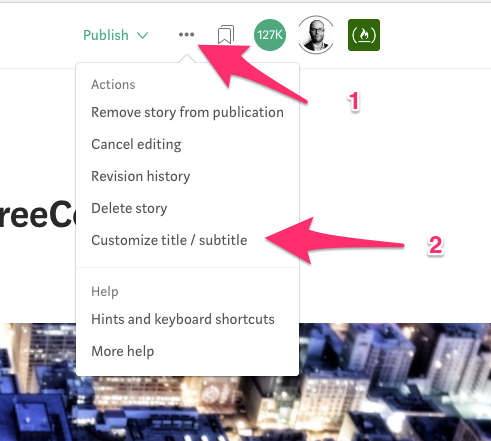 Publish
127K
1
Actions
Remove story from publication
Cancel editing
Revision history
Delete story
reeC
Customize title / subtitle
2
Help
Hints and keyboard shortcuts
More help